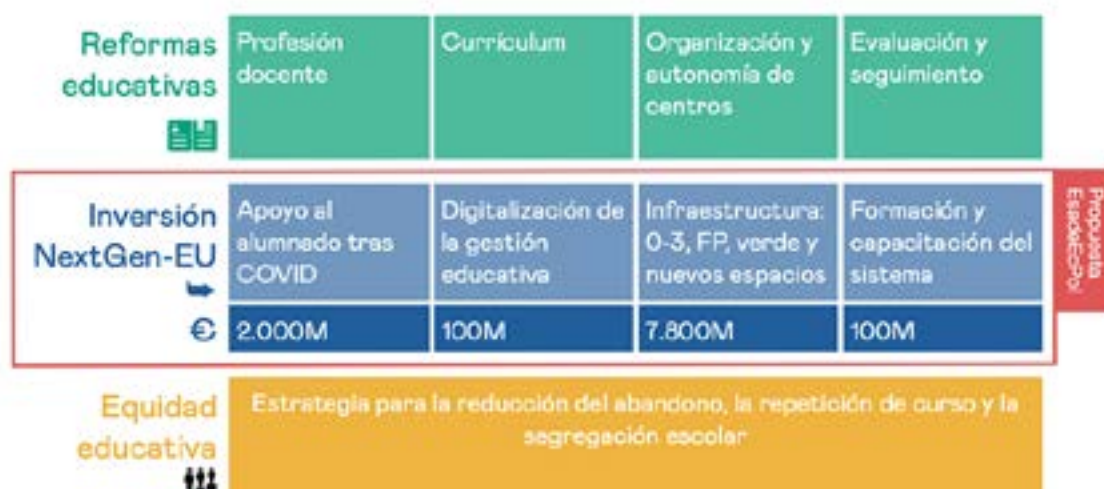 Reformas
educativas
Profesión
docente
Currículum
Organización y
autonomía de
centros
Evaluación y
seguimiento
Inversión
NextGen-EU
Apoyo al
alumnado tras
COVID
Digitalización de
la gestión
educativa
Infraestructura:
0-3, FP, verde y
nuevos espacios
Formación y
capacitación del
sistema
€
2.000M
100M
7.800M
100M
Propuesta
EsadeEcPol
Equidad
educativa
Estrategia para la reducción del abandono, la repetición de curso y la
segregación escolar